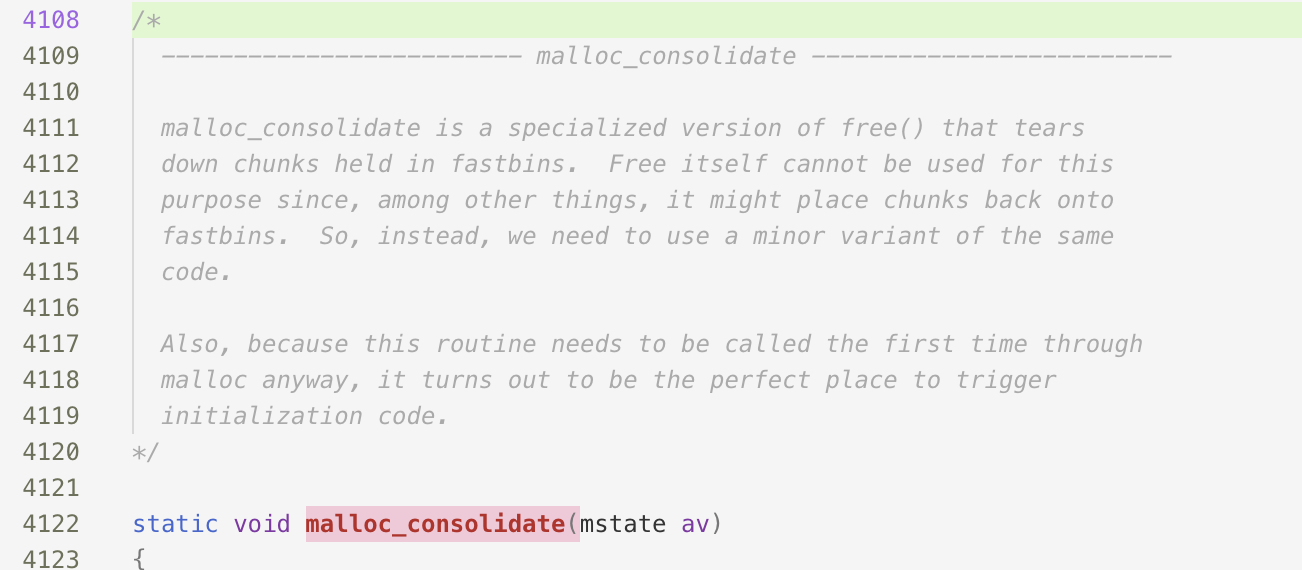 4108 /*
4109 ------------------------- malloc_consolidate -------------------------
4110
4111 malloc_consolidate is a specialized version of free() that tears
4112 down chunks held in fastbins.  Free itself cannot be used for this
4113 purpose since, among other things, it might place chunks back onto
4114 fastbins.  So, instead, we need to use a minor variant of the same
4115 code.
4116
4117 Also, because this routine needs to be called the first time through
4118 malloc anyway, it turns out to be the perfect place to trigger
4119 initialization code.
4120 */
4121
4122 static void malloc_consolidate(mstate av)
4123 {